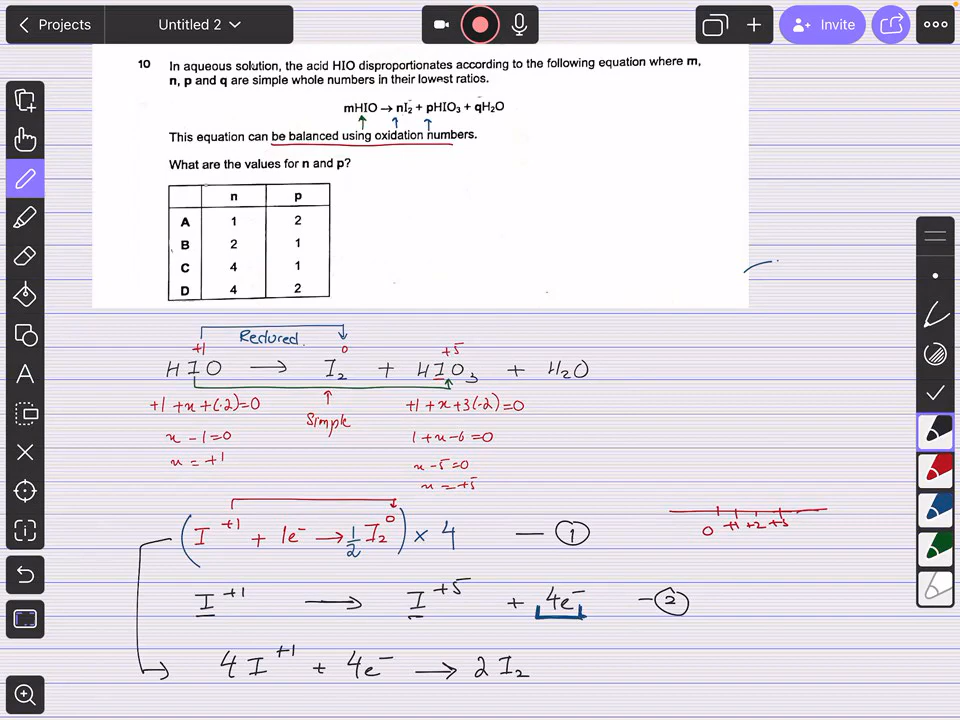 Projects
Untitled 2
Invite
10 In aqueous solution, the acid HIO disproportionates according to the following equation where m,
n, p and q are simple whole numbers in their lowest ratios.
mHIO → nI₂ + pHIO₃ + qH₂O
This equation can be balanced using oxidation numbers.
What are the values for n and p?
n p
A 1 2
B 2 1
C 4 1
D 4 2
Reduced.
+1 0 +5
HIO → I₂ + HIO₃ + H₂O
+1 +x+(-2)=0 Simple +1 +x+3(-2)=0
x -1=0 1+x-6=0
x = +1 x-5=0
x = +5
(I⁺¹ + 1e⁻ → ½ I₂⁰) × 4 — ①
0 +1 +2 +3
I⁺¹ → I⁺⁵ + 4e⁻ — ②
4I⁺¹ + 4e⁻ → 2I₂